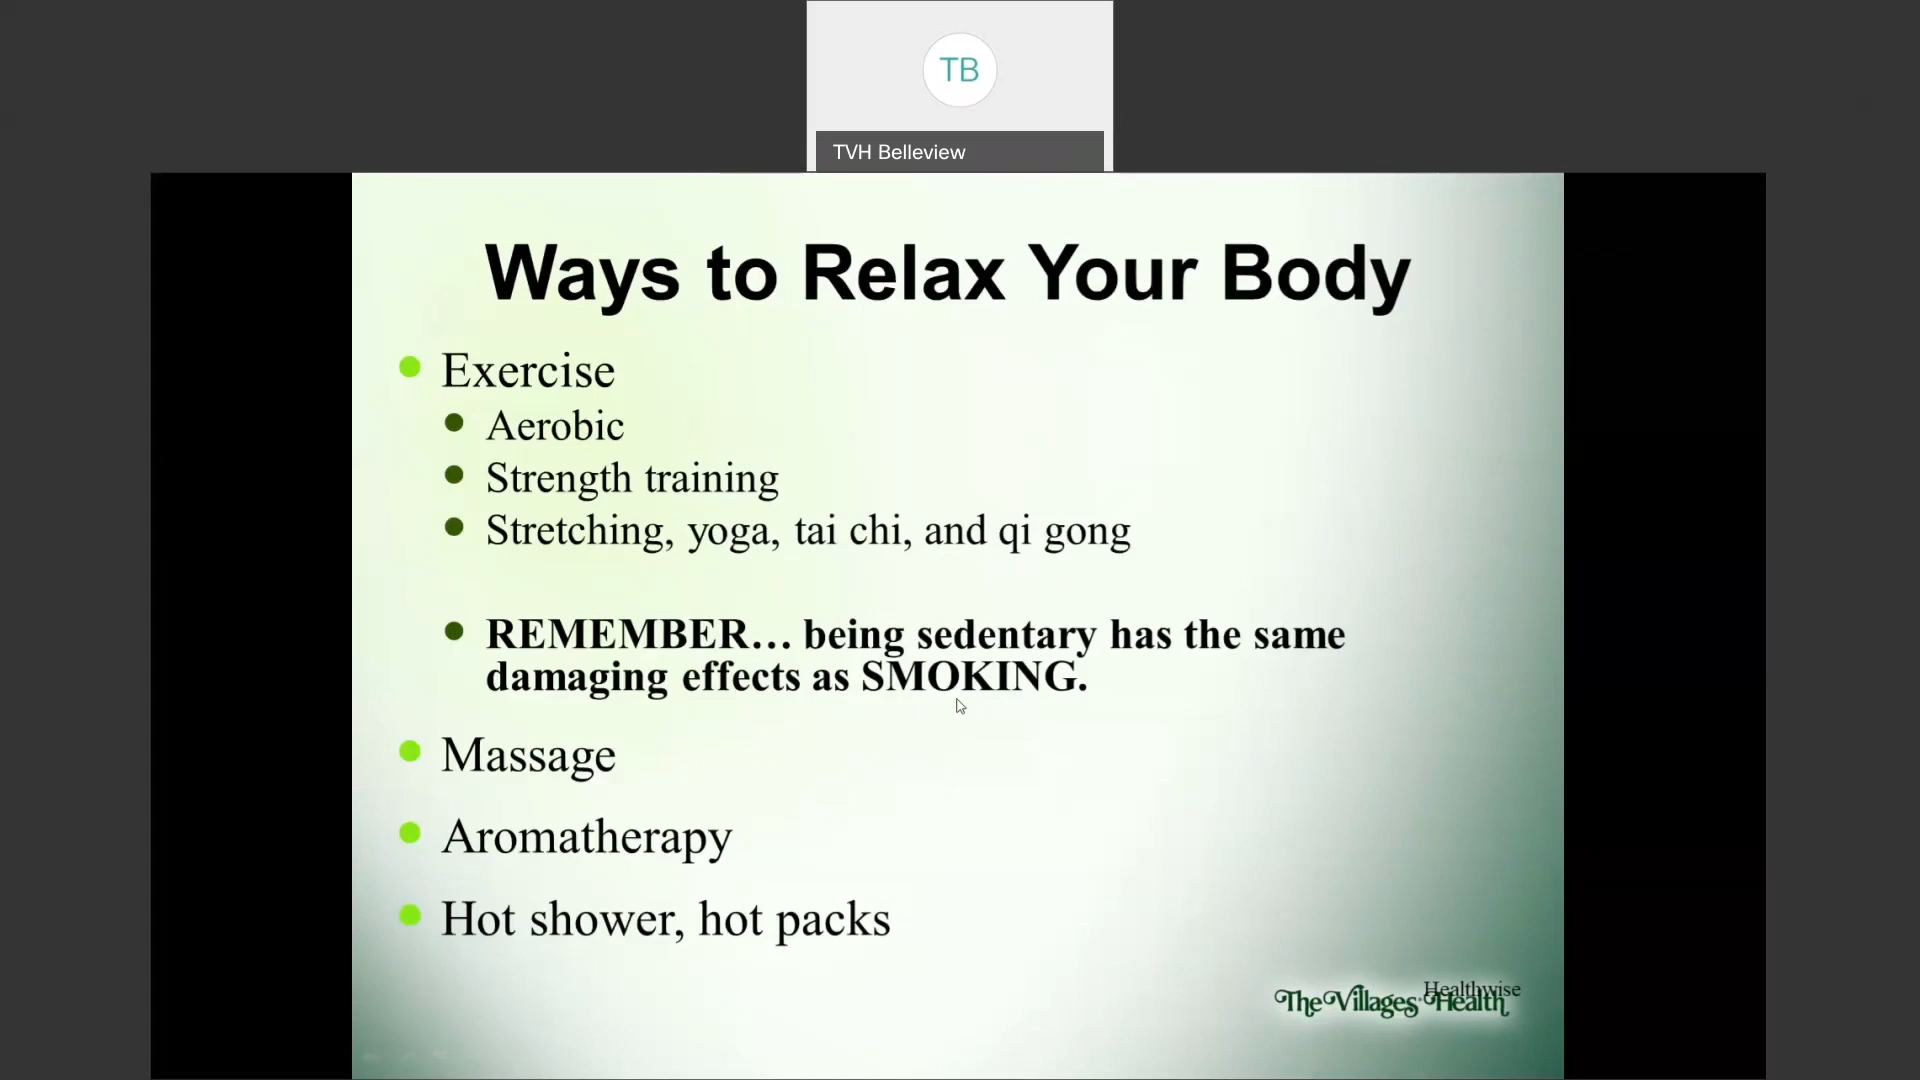 TB
TVH Belleview
Ways to Relax Your Body
Exercise
Aerobic
Strength training
Stretching, yoga, tai chi, and qi gong
REMEMBER… being sedentary has the same
damaging effects as SMOKING.
Massage
Aromatherapy
Hot shower, hot packs
Healthwise
The Villages Health